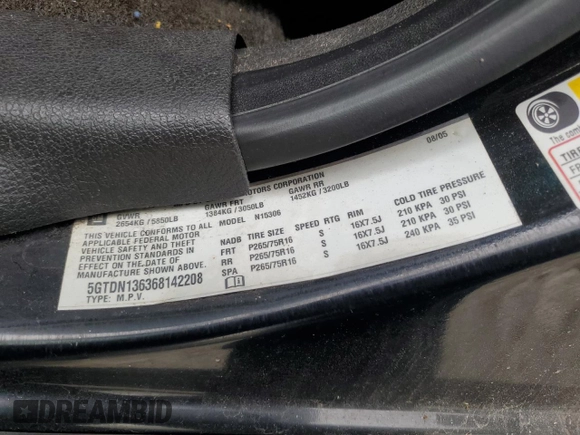 GM
MOTORS CORPORATION
08/05
GVWR GAWR FRT GAWR RR
2654KG / 5850LB 1384KG / 3050LB 1452KG / 3200LB
THIS VEHICLE CONFORMS TO ALL MODEL N15306
APPLICABLE FEDERAL MOTOR
VEHICLE SAFETY AND THEFT
PREVENTION STANDARDS
IN EFFECT ON THE DATE OF
MANUFACTURE SHOWN ABOVE.
NADB TIRE SIZE SPEED RTG RIM COLD TIRE PRESSURE
FRT P265/75R16 S 16X7.5J 210 KPA 30 PSI
RR P265/75R16 S 16X7.5J 210 KPA 30 PSI
SPA P265/75R16 S 16X7.5J 240 KPA 35 PSI
5GTDN136368142208
TYPE: M.P.V.
TIRE
DREAMBID